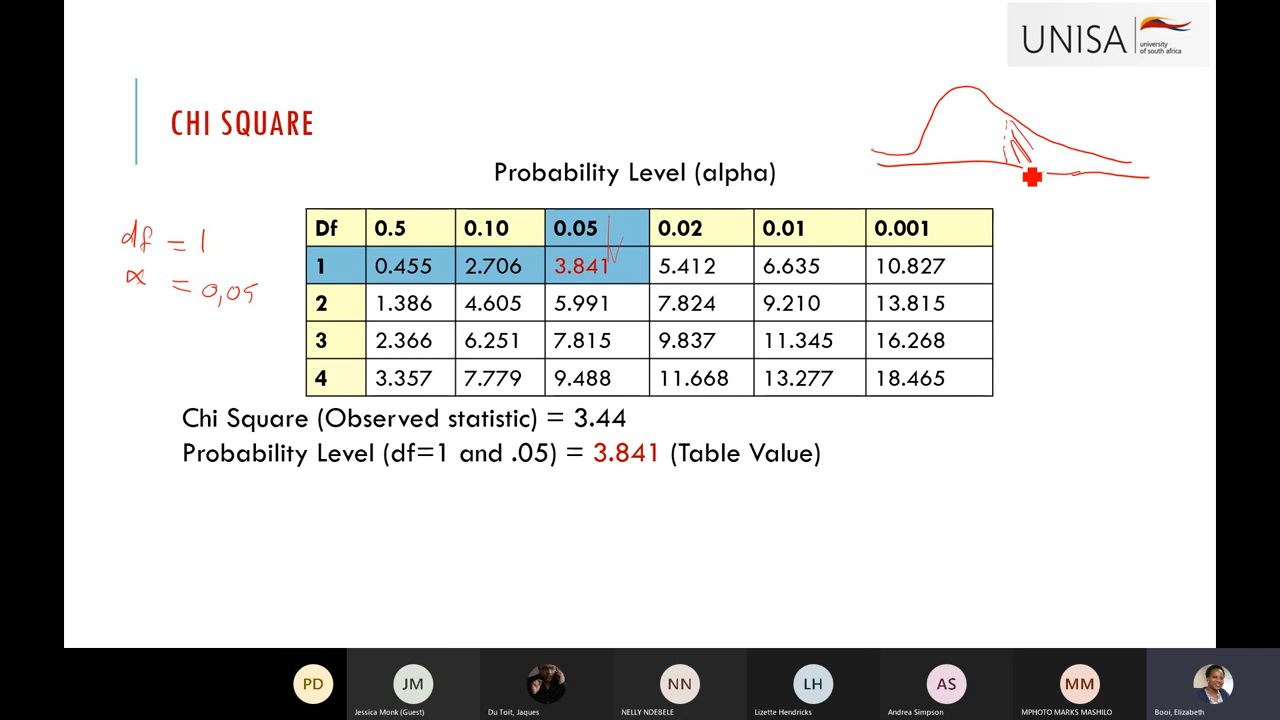 UNISA
university
of south africa
CHI SQUARE
Probability Level (alpha)
df = 1
α = 0,05
Df 0.5 0.10 0.05 0.02 0.01 0.001
1 0.455 2.706 3.841 5.412 6.635 10.827
2 1.386 4.605 5.991 7.824 9.210 13.815
3 2.366 6.251 7.815 9.837 11.345 16.268
4 3.357 7.779 9.488 11.668 13.277 18.465
Chi Square (Observed statistic) = 3.44
Probability Level (df=1 and .05) = 3.841 (Table Value)
PD
JM
NN
LH
AS
MM
Jessica Monk (Guest)
Du Toit, Jaques
NELLY NDEBELE
Lizette Hendricks
Andrea Simpson
MPHOTO MARKS MASHILO
Booi, Elizabeth